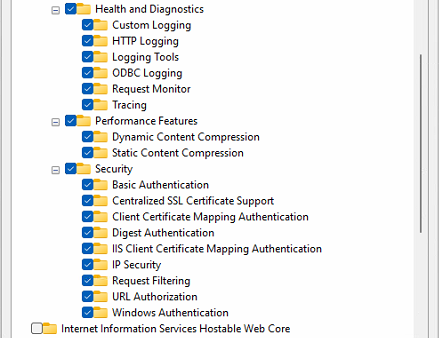 Health and Diagnostics
Custom Logging
HTTP Logging
Logging Tools
ODBC Logging
Request Monitor
Tracing
Performance Features
Dynamic Content Compression
Static Content Compression
Security
Basic Authentication
Centralized SSL Certificate Support
Client Certificate Mapping Authentication
Digest Authentication
IIS Client Certificate Mapping Authentication
IP Security
Request Filtering
URL Authorization
Windows Authentication
Internet Information Services Hostable Web Core